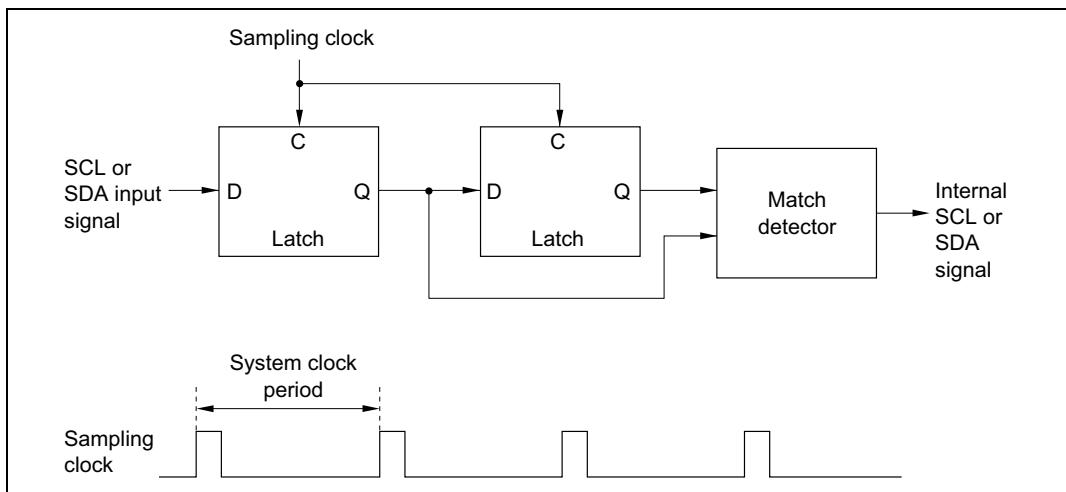 Sampling clock
C
C
SCL or
SDA input
signal
D
Q
D
Q
Latch
Latch
Match
detector
Internal
SCL or
SDA
signal
System clock
period
Sampling
clock